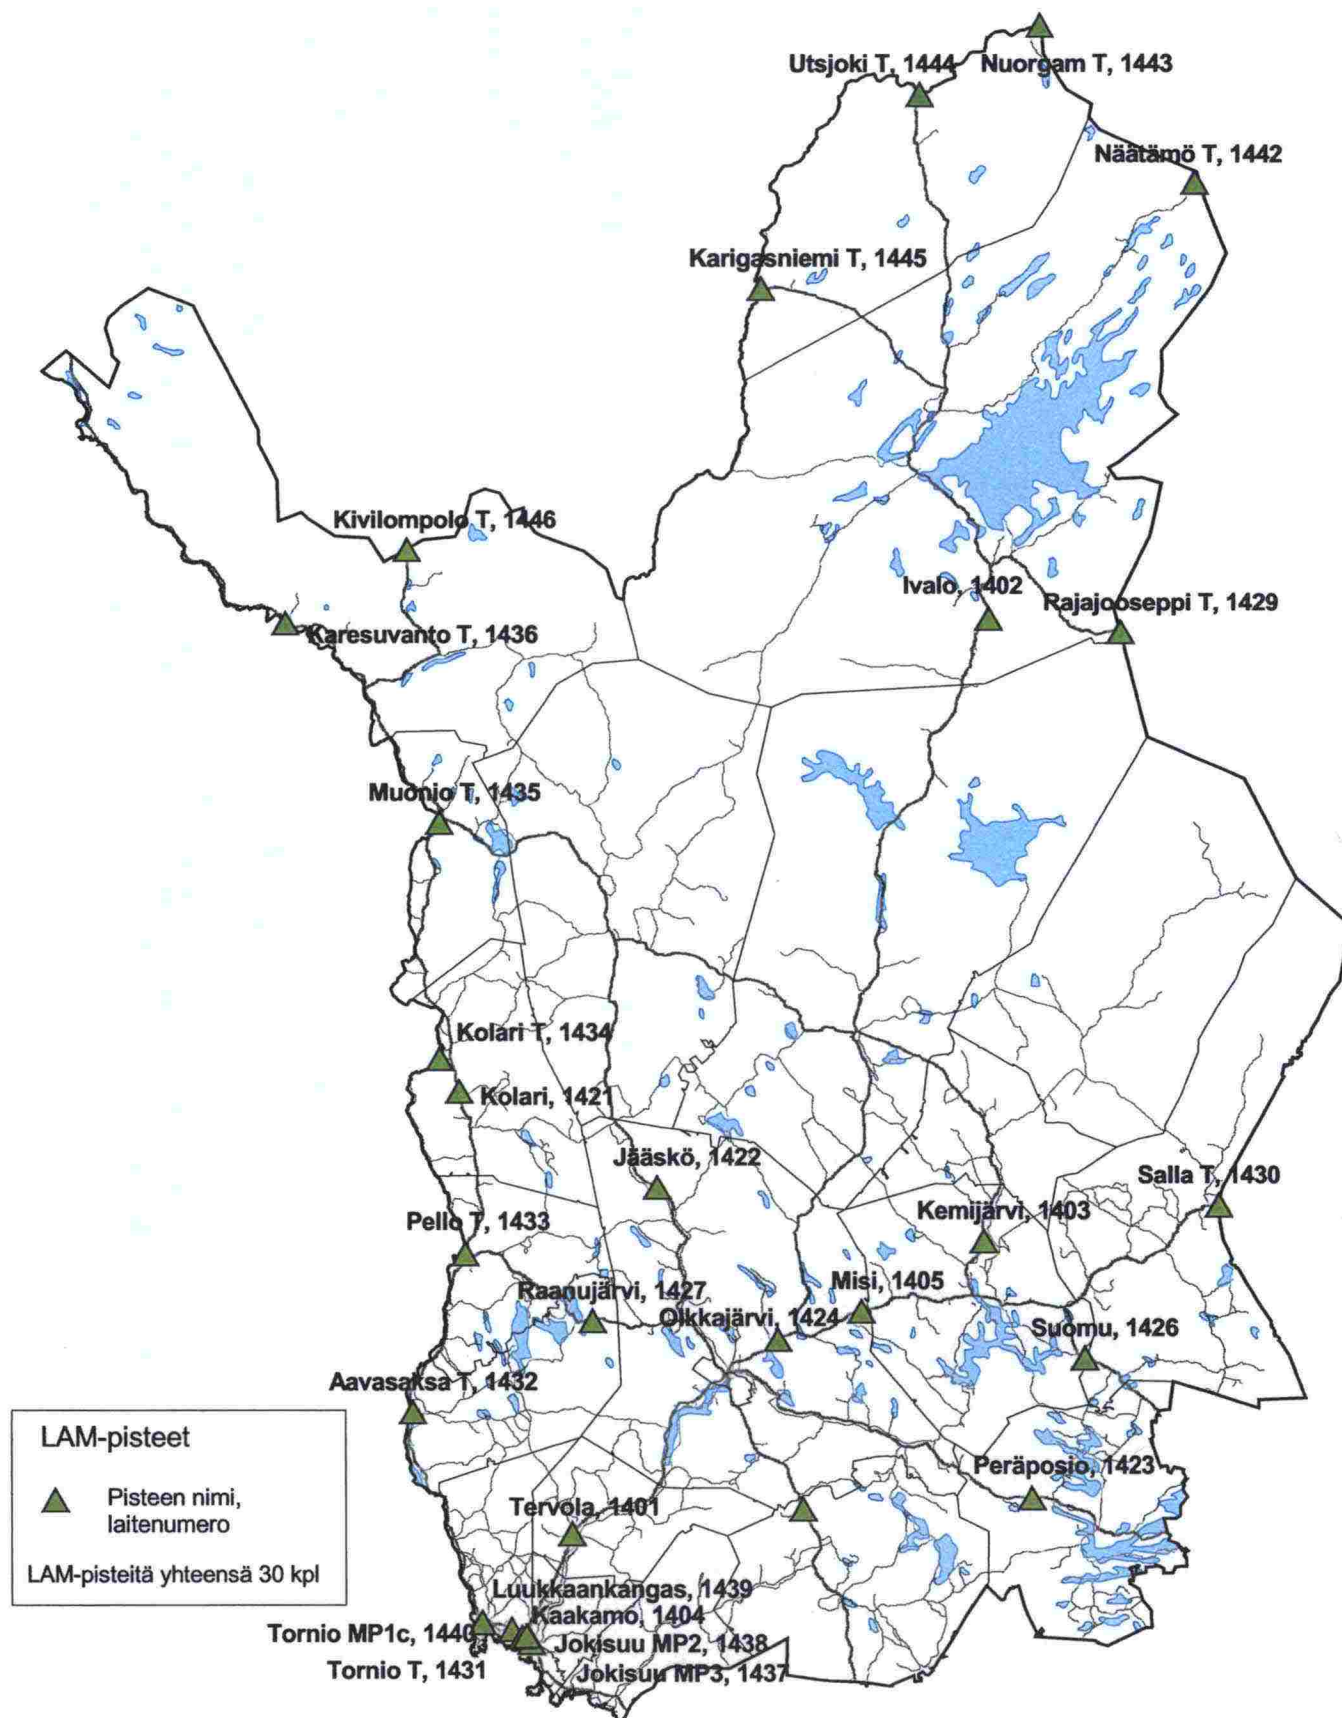 Utsjoki T, 1444
Nuorgam T, 1443
Näätämö T, 1442
Karigasniemi T, 1445
Kivilompolo T, 1446
Ivalo, 1402
Rajajooseppi T, 1429
Karesuvanto T, 1436
Muonio T, 1435
Kolari T, 1434
Kolari, 1421
Jääskö, 1422
Salla T, 1430
Kemijärvi, 1403
Pello T, 1433
Raanujärvi, 1427
Misi, 1405
Olkkajärvi, 1424
Suomu, 1426
Aavasaksa T, 1432
LAM-pisteet
Pisteen nimi,
laitenumero
LAM-pisteitä yhteensä 30 kpl
Peräposio, 1423
Tervola, 1401
Luukkaankangas, 1439
Kaakamo, 1404
Tornio MP1c, 1440
Jokisuu MP2, 1438
Tornio T, 1431
Jokisuu MP3, 1437